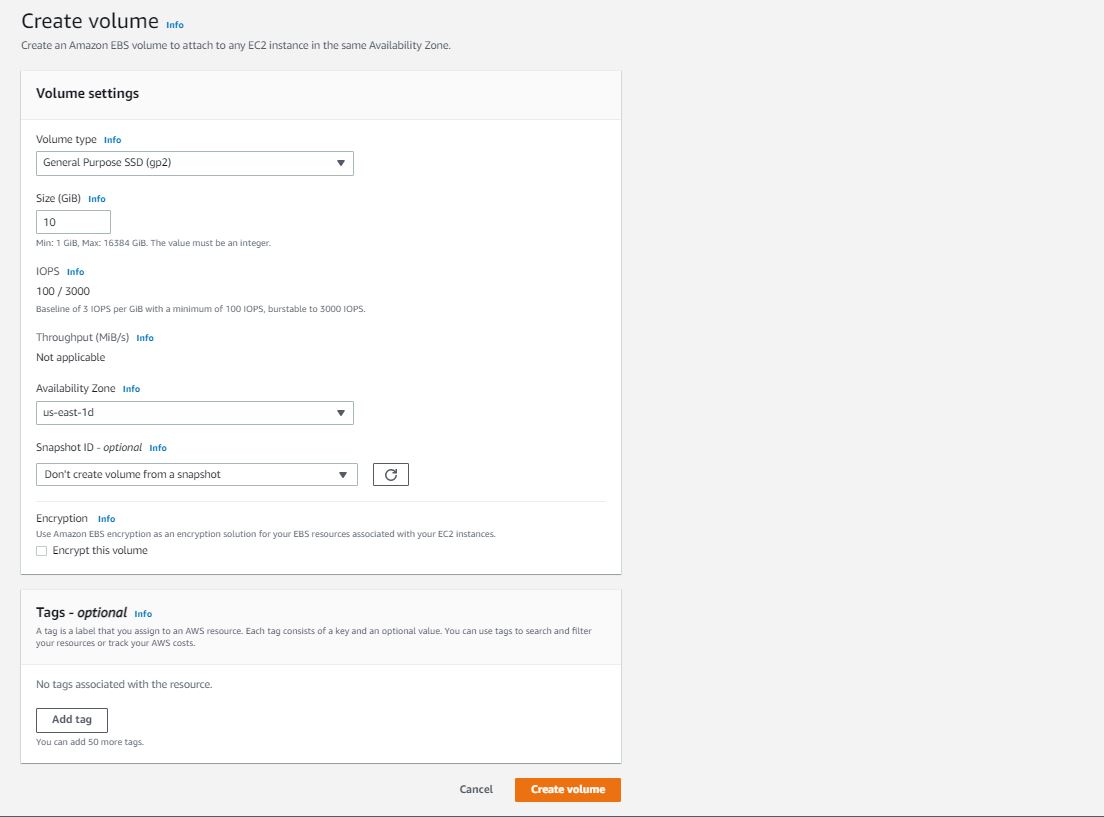 Create volume Info
Create an Amazon EBS volume to attach to any EC2 instance in the same Availability Zone.
Volume settings
Volume type Info
General Purpose SSD (gp2)
Size (GiB) Info
10
Min: 1 GiB, Max: 16384 GiB. The value must be an integer.
IOPS Info
100 / 3000
Baseline of 3 IOPS per GiB with a minimum of 100 IOPS, burstable to 3000 IOPS.
Throughput (MiB/s) Info
Not applicable
Availability Zone Info
us-east-1d
Snapshot ID - optional Info
Don't create volume from a snapshot
Encryption Info
Use Amazon EBS encryption as an encryption solution for your EBS resources associated with your EC2 instances.
Encrypt this volume
Tags - optional Info
A tag is a label that you assign to an AWS resource. Each tag consists of a key and an optional value. You can use tags to search and filter
your resources or track your AWS costs.
No tags associated with the resource.
Add tag
You can add 50 more tags.
Cancel Create volume